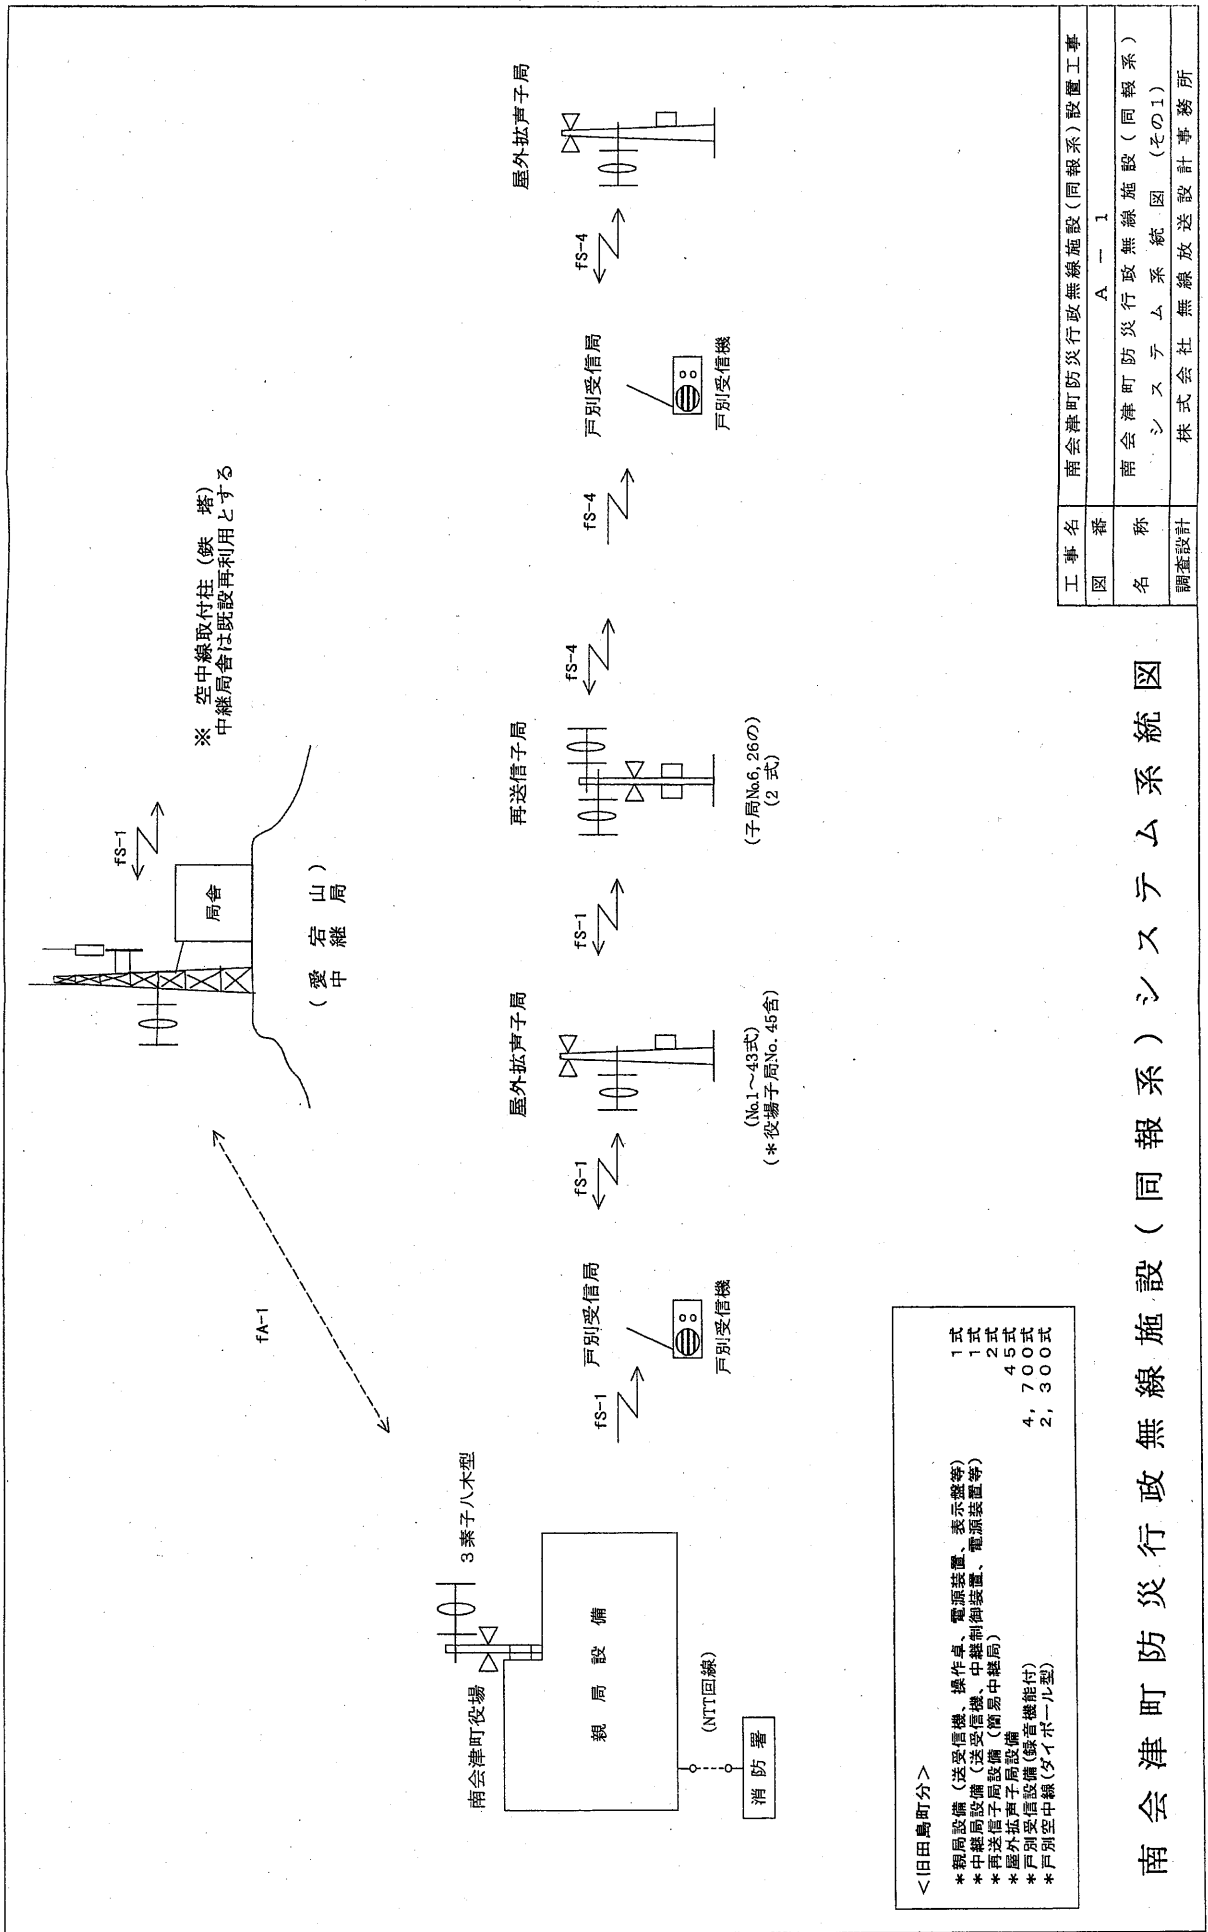 ※ 空中線取付柱（鉄 塔）
中継局舎は既設再利用とする
fS-1
局舎
（愛 宕 山）
中 継 局
fA-1
3素子八木型
南会津町役場
親 局 設 備
(NTT回線)
消 防 署
fS-1
戸別受信局
戸別受信機
fS-1
屋外拡声子局
(No.1～43式)
(*役場子局No.45含)
fS-1
再送信子局
(子局No.6,26の)
(2 式)
fS-4
fS-4
戸別受信局
戸別受信機
fS-4
屋外拡声子局
＜旧田島町分＞
*親局設備（送受信機、操作卓、電源装置、表示盤等） 1式
*中継局設備（送受信機、中継制御装置、電源装置等） 1式
*再送信子局設備（簡易中継局） 2式
*屋外拡声子局設備 45式
*戸別受信設備(録音機能付) 4，700式
*戸別空中線(ダイポール型) 2，300式
南会津町防災行政無線施設（同報系）システム系統図
工 事 名 南会津町防災行政無線施設(同報系)設置工事
図 番 A － 1
名 称 南会津町防災行政無線施設(同報系)
システム系統図（その1）
調査設計 株式会社 無線放送設計事務所